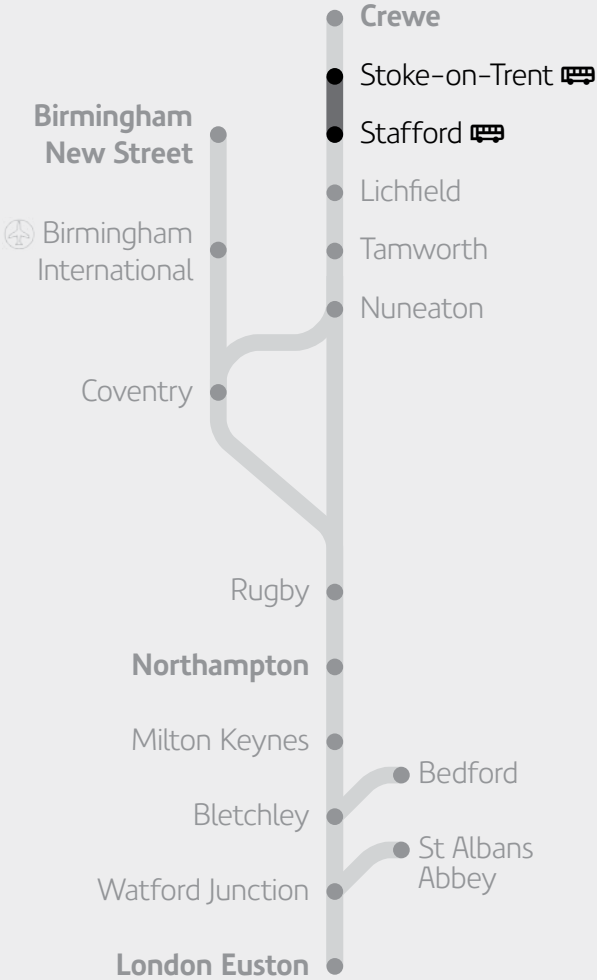 Crewe
Stoke-on-Trent
Birmingham
New Street
Stafford
Lichfield
Birmingham
International
Tamworth
Nuneaton
Coventry
Rugby
Northampton
Milton Keynes
Bedford
Bletchley
St Albans
Abbey
Watford Junction
London Euston